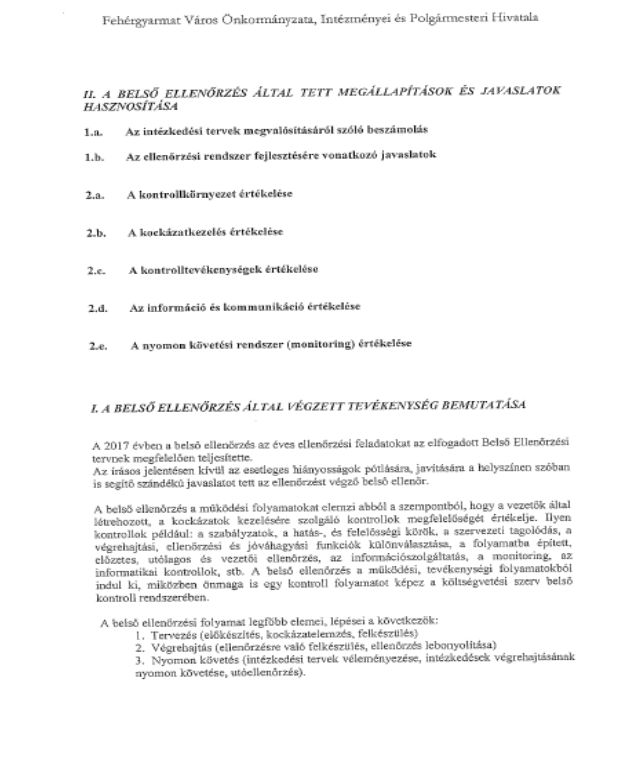 Fehérgyarmat Város Önkormányzata, Intézményei és Polgármesteri Hivatala
II. A BELSŐ ELLENŐRZÉS ÁLTAL TETT MEGÁLLAPÍTÁSOK ÉS JAVASLATOK
HASZNOSÍTÁSA
1.a. Az intézkedési tervek megvalósításáról szóló beszámolás
1.b. Az ellenőrzési rendszer fejlesztésére vonatkozó javaslatok
2.a. A kontrollkörnyezet értékelése
2.b. A kockázatkezelés értékelése
2.c. A kontrolltevékenységek értékelése
2.d. Az információ és kommunikáció értékelése
2.e. A nyomon követési rendszer (monitoring) értékelése
I. A BELSŐ ELLENŐRZÉS ÁLTAL VÉGZETT TEVÉKENYSÉG BEMUTATÁSA
A 2017 évben a belső ellenőrzés az éves ellenőrzési feladatokat az elfogadott Belső Ellenőrzési
tervnek megfelelően teljesítette.
Az írásos jelentésen kívül az esetleges hiányosságok pótlására, javítására a helyszínen szóban
is segítő szándékú javaslatot tett az ellenőrzést végző belső ellenőr.
A belső ellenőrzés a működési folyamatokat elemzi abból a szempontból, hogy a vezetők által
létrehozott, a kockázatok kezelésére szolgáló kontrollok megfelelőségét értékelje. Ilyen
kontrollok például: a szabályzatok, a hatás-, és felelősségi körök, a szervezeti tagolódás, a
végrehajtási, ellenőrzési és jóváhagyási funkciók különválasztása, a folyamatba épített,
előzetes, utólagos és vezetői ellenőrzés, az információszolgáltatás, a monitoring, az
informatikai kontrollok, stb. A belső ellenőrzés a működési, tevékenységi folyamatokból
indul ki, miközben önmaga is egy kontroll folyamatot képez a költségvetési szerv belső
kontroll rendszerében.
A belső ellenőrzési folyamat legfőbb elemei, lépései a következők:
1. Tervezés (előkészítés, kockázatelemzés, felkészülés)
2. Végrehajtás (ellenőrzésre való felkészülés, ellenőrzés lebonyolítása)
3. Nyomon követés (intézkedési tervek véleményezése, intézkedések végrehajtásának
nyomon követése, utóellenőrzés).